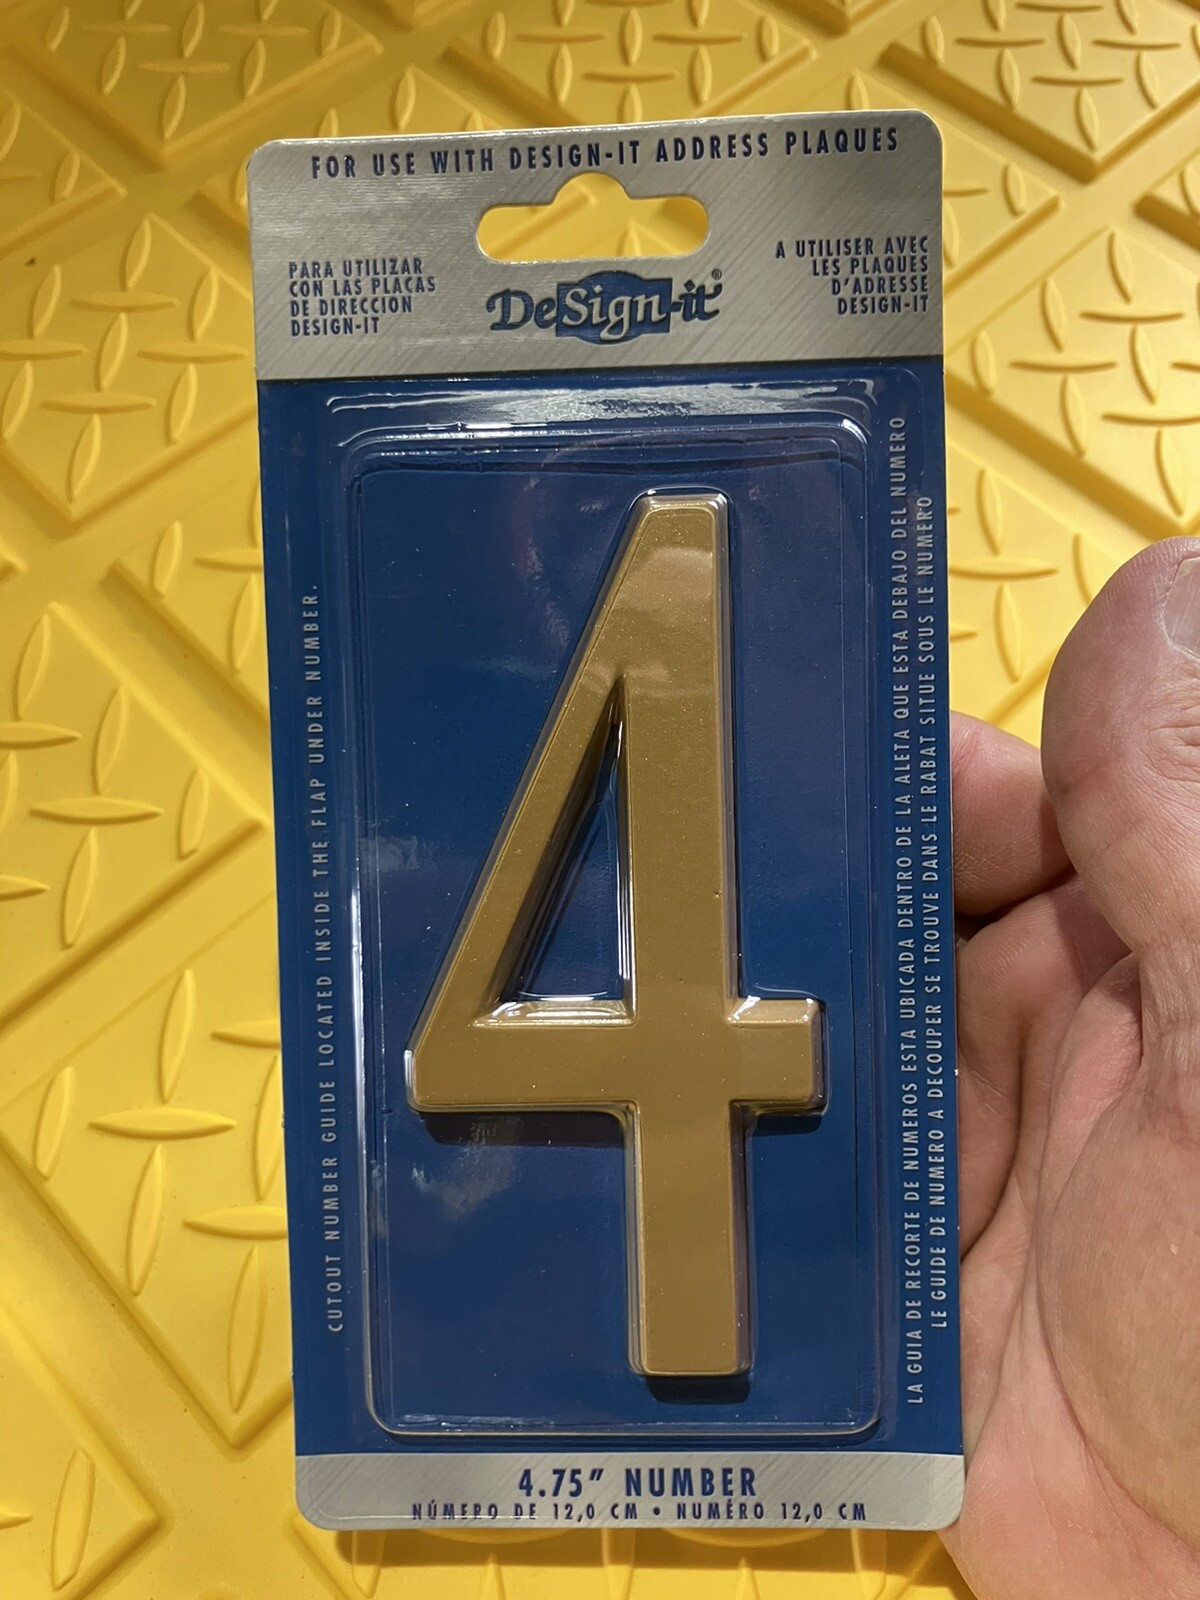 FOR USE WITH DESIGN-IT ADDRESS PLAQUES
PARA UTILIZAR
CON LAS PLACAS
DE DIRECCION
DESIGN-IT
DeSign-it®
A UTILISER AVEC
LES PLAQUES
D'ADRESSE
DESIGN-IT
CUTOUT NUMBER GUIDE LOCATED INSIDE THE FLAP UNDER NUMBER.
4
LA GUIA DE RECORTE DE NUMEROS ESTA UBICADA DENTRO DE LA ALETA QUE ESTA DEBAJO DEL NUMERO
LE GUIDE DE NUMERO A DECOUPER SE TROUVE DANS LE RABAT SITUE SOUS LE NUMERO
4.75" NUMBER
NÚMERO DE 12,0 CM • NUMÉRO 12,0 CM